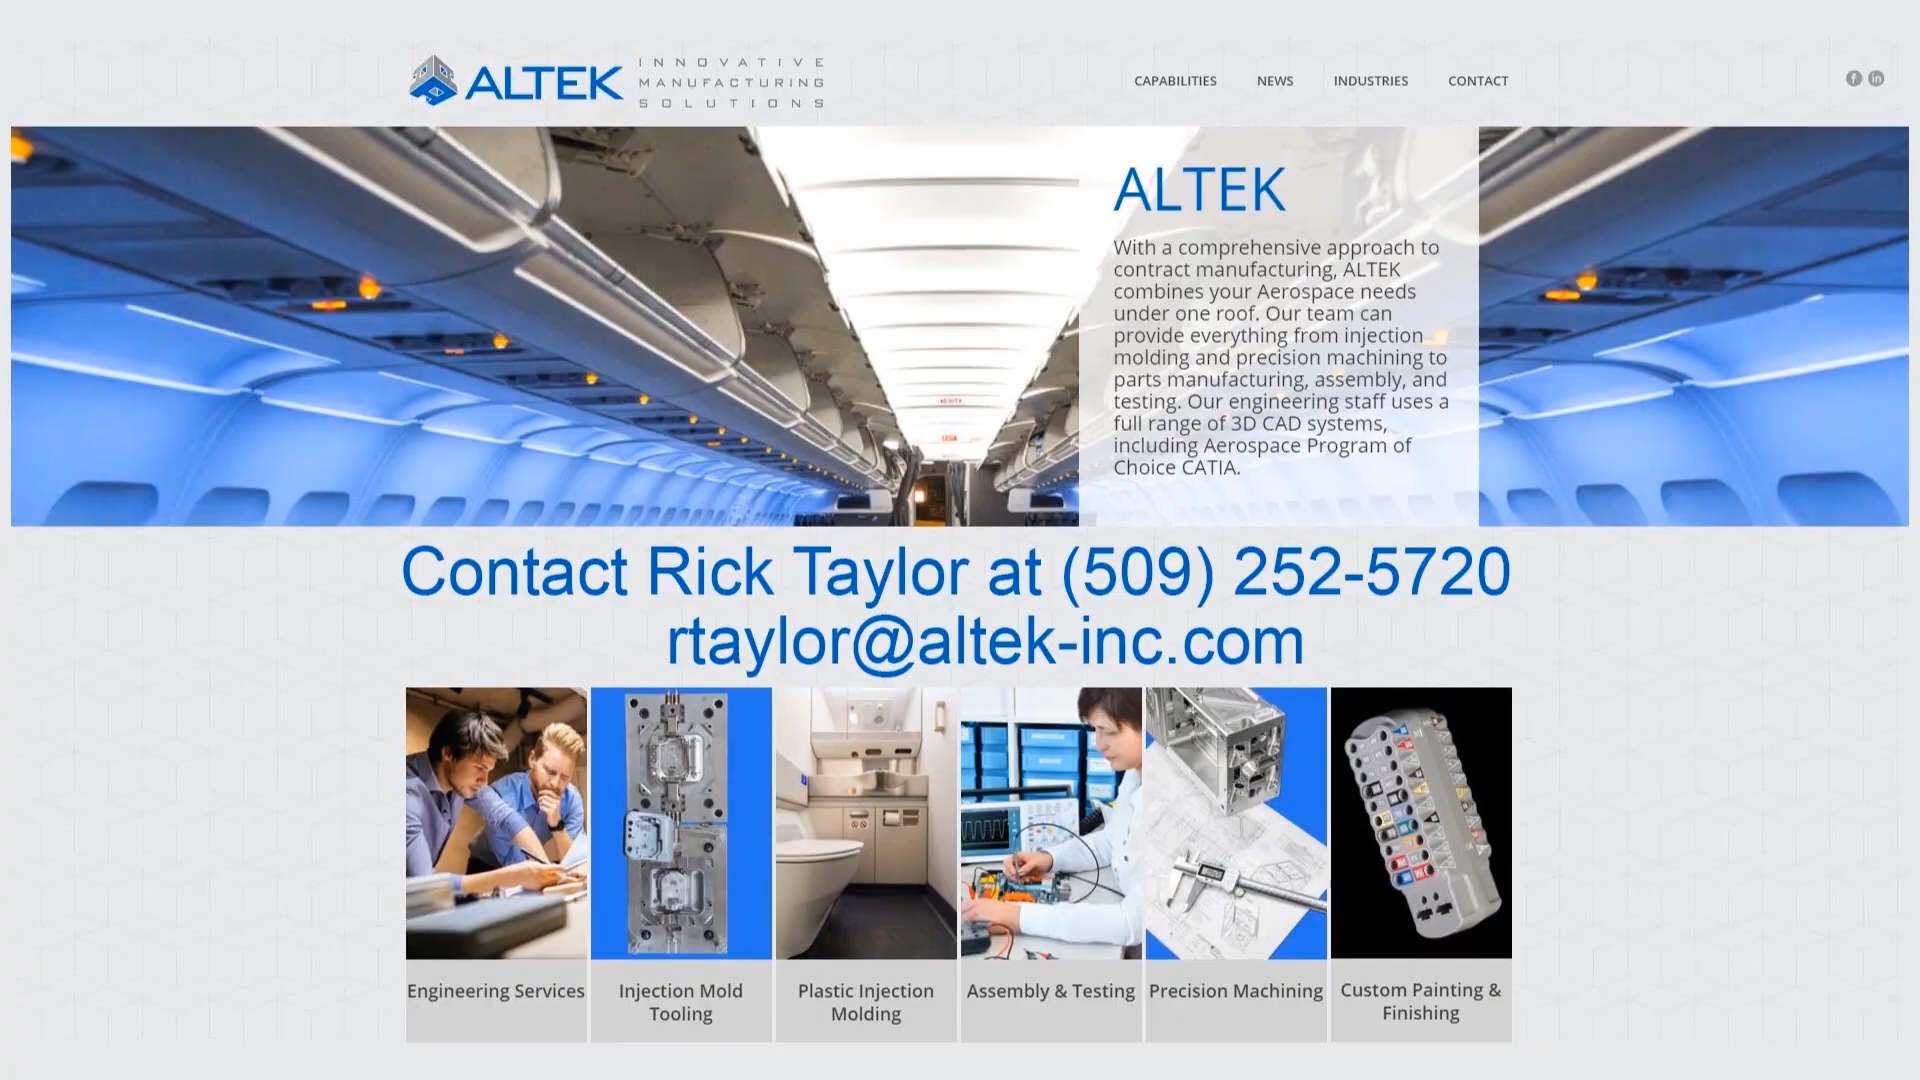 ALTEK
INNOVATIVE
MANUFACTURING
SOLUTIONS
CAPABILITIES NEWS INDUSTRIES CONTACT
ALTEK
With a comprehensive approach to
contract manufacturing, ALTEK
combines your Aerospace needs
under one roof. Our team can
provide everything from injection
molding and precision machining to
parts manufacturing, assembly, and
testing. Our engineering staff uses a
full range of 3D CAD systems,
including Aerospace Program of
Choice CATIA.
Contact Rick Taylor at (509) 252-5720
rtaylor@altek-inc.com
Engineering Services
Injection Mold
Tooling
Plastic Injection
Molding
Assembly & Testing
Precision Machining
Custom Painting &
Finishing